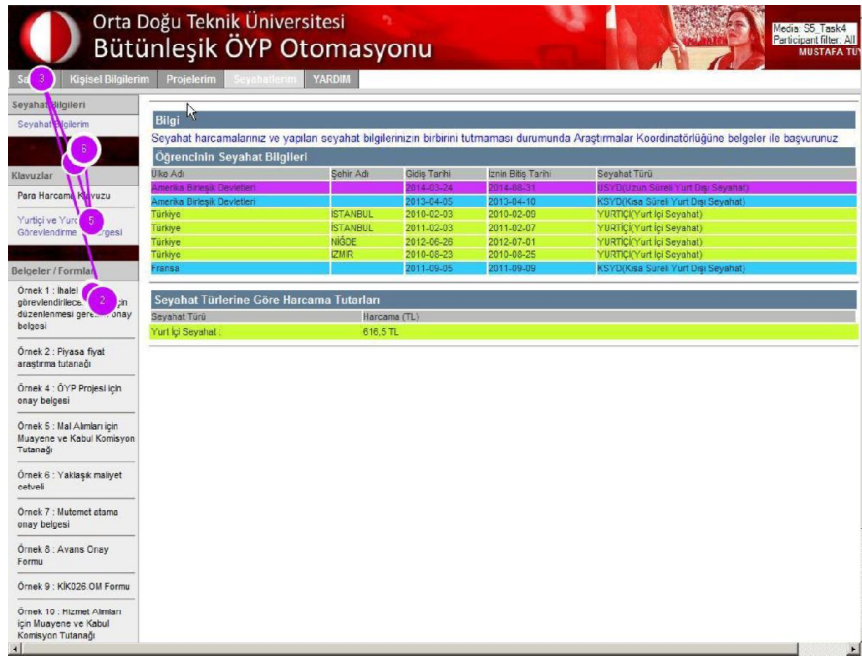 Orta Doğu Teknik Üniversitesi
Bütünleşik ÖYP Otomasyonu
Media: S5_Task4
Participant filter: All
MUSTAFA TU
3 Kişisel Bilgilerim Projelerim Seyahatlerim YARDIM
Seyahat Bilgileri
Seyahat Bilgilerim
6
Klavuzlar
Para Harcama Klavuzu
Yurtiçi ve
5
Görevlendirme
Belgeler / Formlar
Örnek 1 : İhalei
2
düzenlenmesi onay
belgesi
Örnek 2 : Piyasa fiyat
araştırma tutanağı
Örnek 4 : ÖYP Projesi için
onay belgesi
Örnek 5 : Mal Alımları için
Muayene ve Kabul Komisyon
Tutanağı
Örnek 6 : Yaklaşık maliyet
cetveli
Örnek 7 : Mutemet atama
onay belgesi
Örnek 8 : Avans Onay
Formu
Örnek 9 : KİK026.OM Formu
Örnek 10 : Hizmet Alımları
için Muayene ve Kabul
Komisyon Tutanağı
Bilgi
Seyahat harcamalarınız ve yapılan seyahat bilgilerinizin birbirini tutmaması durumunda Araştırmalar Koordinatörlüğüne belgeler ile başvurunuz
Öğrencinin Seyahat Bilgileri
Ülke Adı Şehir Adı Gidiş Tarihi İznin Bitiş Tarihi Seyahat Türü
Amerika Birleşik Devletleri 2014-03-24 2014-08-31 USYD(Uzun Süreli Yurt Dışı Seyahat)
Amerika Birleşik Devletleri 2013-04-05 2013-04-10 KSYD(Kısa Süreli Yurt Dışı Seyahat)
Türkiye İSTANBUL 2010-02-03 2010-02-09 YURTİÇİ(Yurt İçi Seyahat)
Türkiye İSTANBUL 2011-02-03 2011-02-07 YURTİÇİ(Yurt İçi Seyahat)
Türkiye NİĞDE 2012-06-26 2012-07-01 YURTİÇİ(Yurt İçi Seyahat)
Türkiye İZMİR 2010-08-23 2010-08-25 YURTİÇİ(Yurt İçi Seyahat)
Fransa 2011-09-05 2011-09-09 KSYD(Kısa Süreli Yurt Dışı Seyahat)
Seyahat Türlerine Göre Harcama Tutarları
Seyahat Türü Harcama (TL)
Yurt İçi Seyahat : 616,5 TL